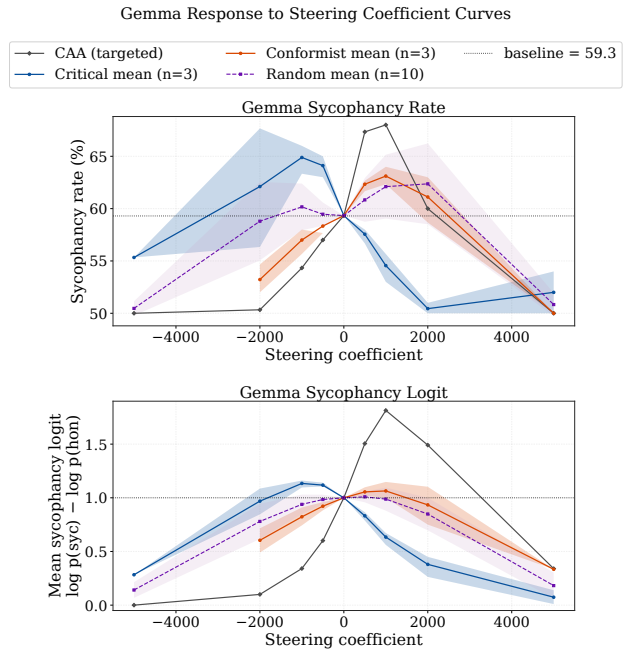 Gemma Response to Steering Coefficient Curves
CAA (targeted)
Critical mean (n=3)
Conformist mean (n=3)
Random mean (n=10)
baseline = 59.3
Gemma Sycophancy Rate
Sycophancy rate (%)
65
60
55
50
−4000
−2000
0
2000
4000
Steering coefficient
Gemma Sycophancy Logit
Mean sycophancy logit
log p(syc) − log p(hon)
1.5
1.0
0.5
0.0
−4000
−2000
0
2000
4000
Steering coefficient